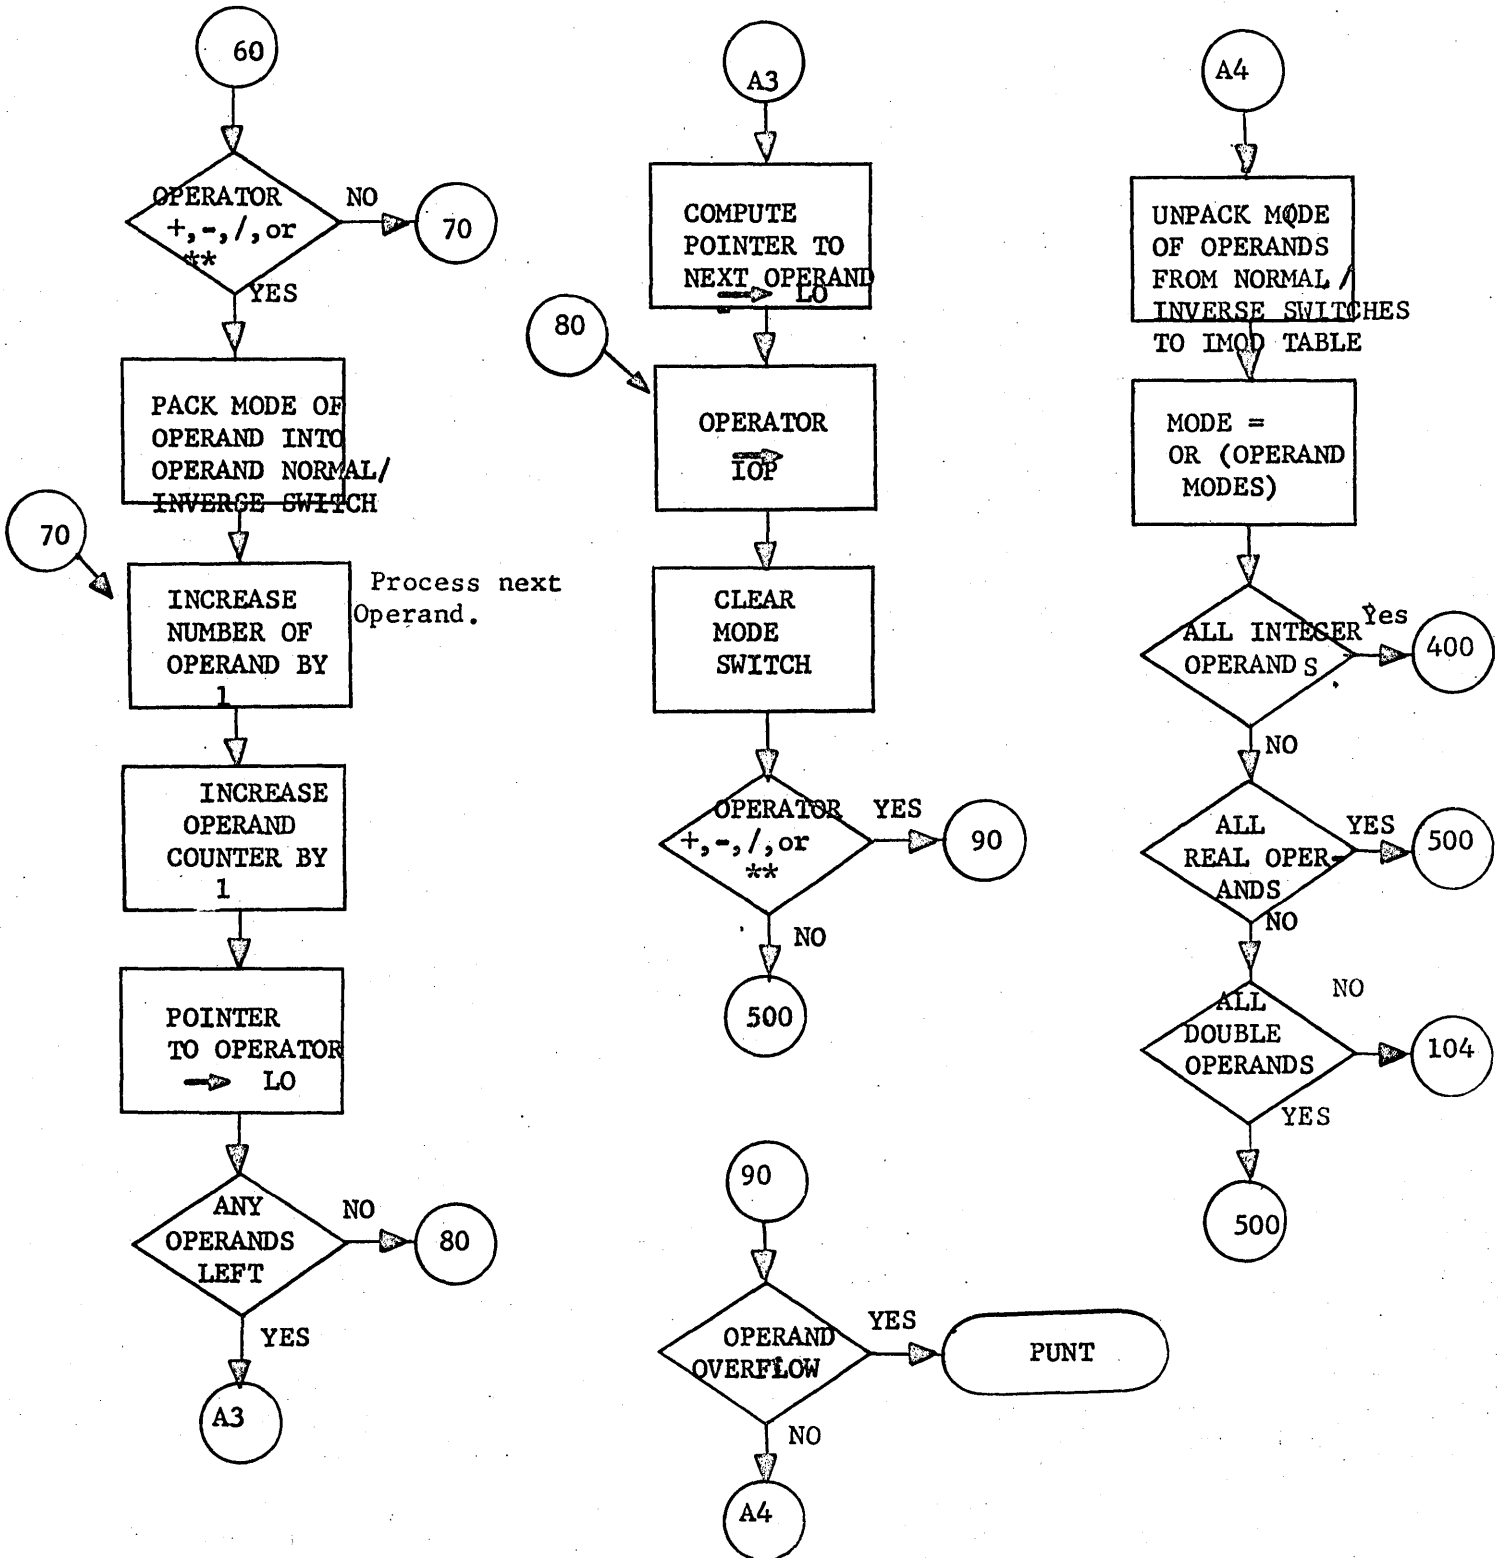 60
OPERATOR
+,-,/,or
**
NO
70
YES
PACK MODE OF
OPERAND INTO
OPERAND NORMAL/
INVERGE SWITCH
70
INCREASE
NUMBER OF
OPERAND BY
1
Process next
Operand.
INCREASE
OPERAND
COUNTER BY
1
POINTER
TO OPERATOR
→ LO
ANY
OPERANDS
LEFT
NO
80
YES
A3
A3
COMPUTE
POINTER TO
NEXT OPERAND
→ LO
80
OPERATOR
→
IOP
CLEAR
MODE
SWITCH
OPERATOR
+,-,/,or
**
YES
90
NO
500
90
OPERAND
OVERFLOW
YES
PUNT
NO
A4
A4
UNPACK MODE
OF OPERANDS
FROM NORMAL/
INVERSE SWITCHES
TO IMOD TABLE
MODE =
OR (OPERAND
MODES)
ALL INTEGER
OPERANDS
Yes
400
NO
ALL
REAL OPER-
ANDS
YES
500
NO
ALL
DOUBLE
OPERANDS
NO
104
YES
500